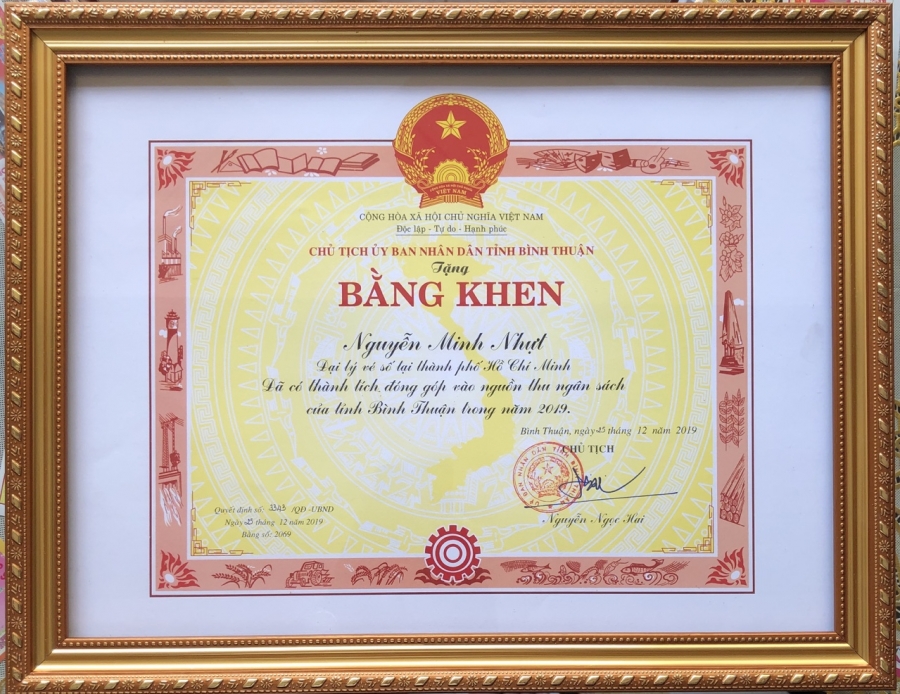 VIỆT NAM
CỘNG HÒA XÃ HỘI CHỦ NGHĨA VIỆT NAM
Độc lập - Tự do - Hạnh phúc
CHỦ TỊCH ỦY BAN NHÂN DÂN TỈNH BÌNH THUẬN
Tặng
BẰNG KHEN
Nguyễn Minh Nhựt
Đại lý vé số tại thành phố Hồ Chí Minh
Đã có thành tích đóng góp vào nguồn thu ngân sách
của tỉnh Bình Thuận trong năm 2019.
Bình Thuận, ngày 25 tháng 12 năm 2019
CHỦ TỊCH
Nguyễn Ngọc Hai
Quyết định số: 3343 /QĐ-UBND
Ngày 25 tháng 12 năm 2019
Bằng số: 2069